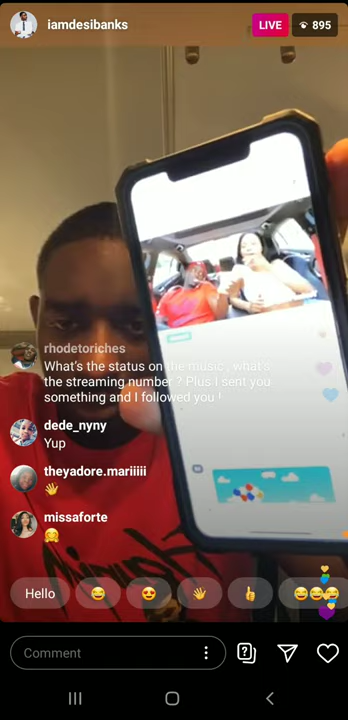 iamdesibanks
LIVE
895
rhodetoriches
What's the status on the music , what's
the streaming number ? Plus I sent you
something and I followed you !
dede_nyny
Yup
theyadore.mariiiii
👋
missaforte
🤗
Hello
😂
😍
👋
👍
😂😂😂
Comment